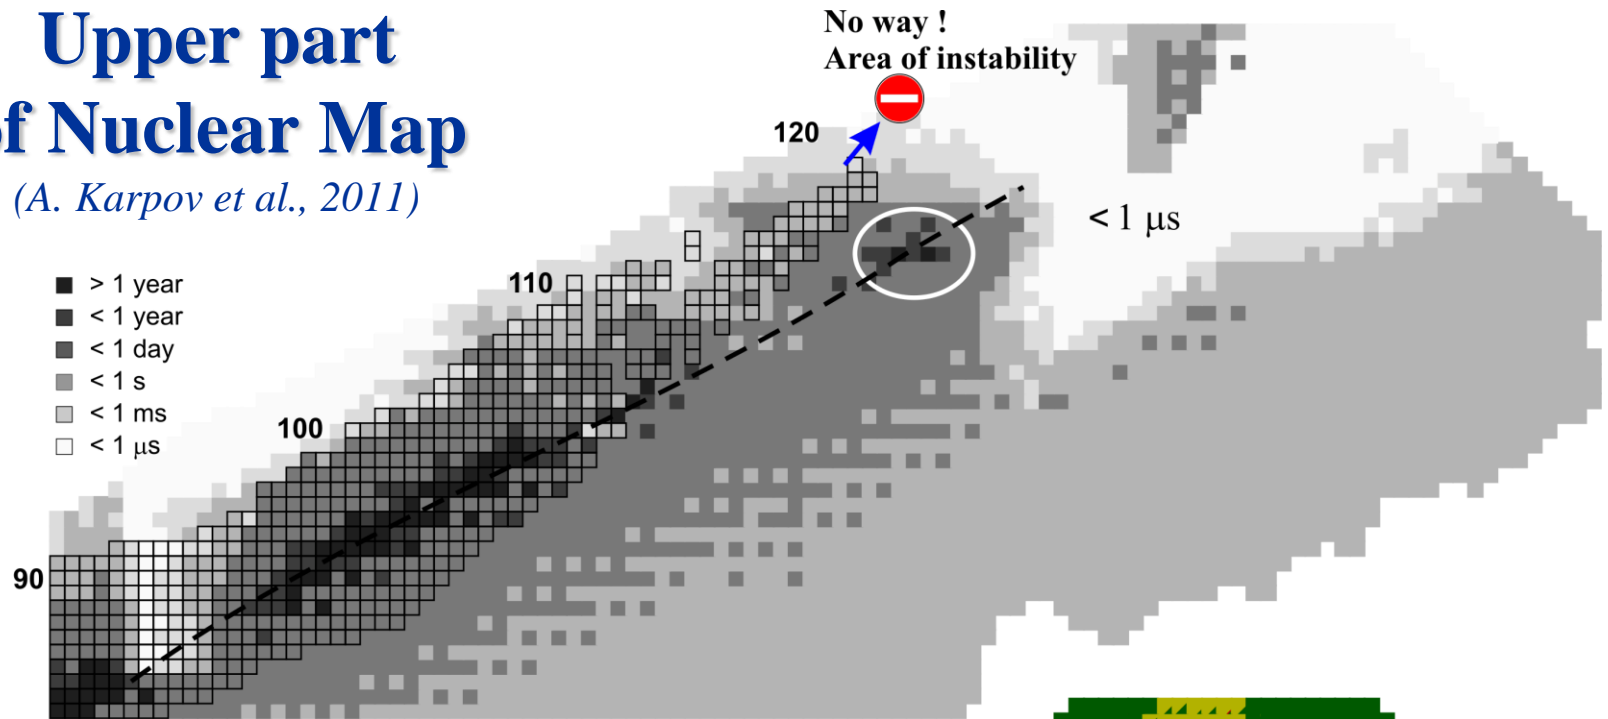 Upper part
of Nuclear Map
(A. Karpov et al., 2011)
No way !
Area of instability
120
< 1 μs
110
> 1 year
< 1 year
< 1 day
< 1 s
< 1 ms
< 1 μs
100
90